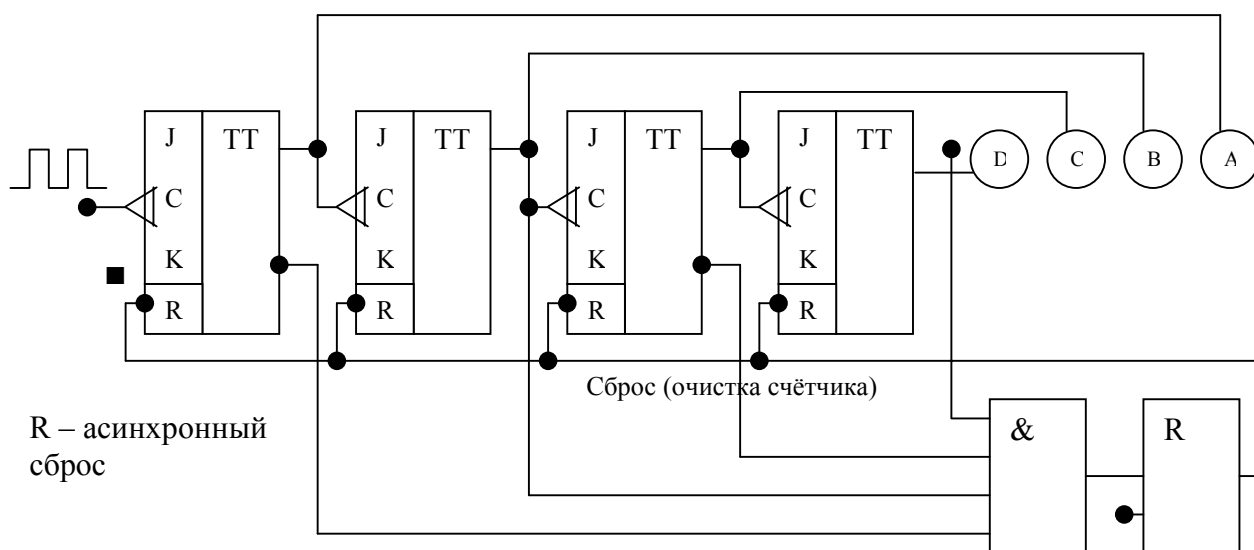 J TT J TT J TT J TT
D C B A
C C C C
K K K K
R R R R
Сброс (очистка счётчика)
R – асинхронный
сброс
& R